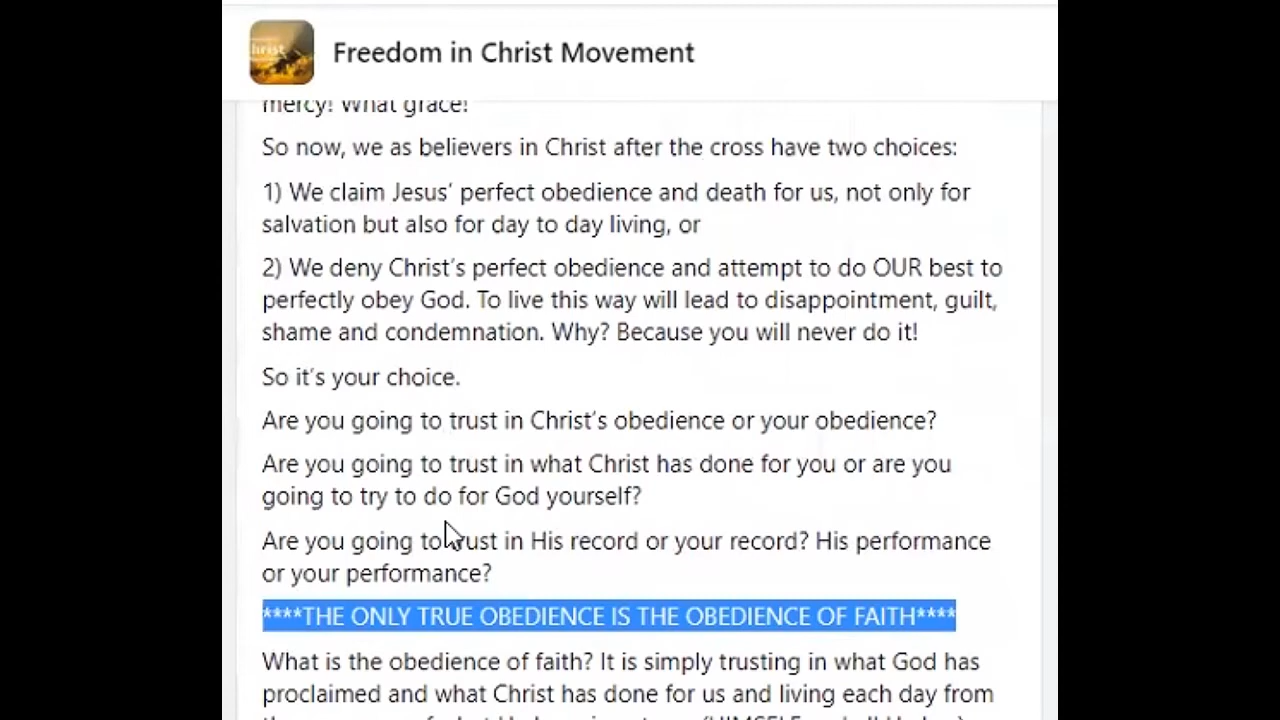 Christ
Freedom in Christ Movement
mercy! What grace!
So now, we as believers in Christ after the cross have two choices:
1) We claim Jesus’ perfect obedience and death for us, not only for
salvation but also for day to day living, or
2) We deny Christ’s perfect obedience and attempt to do OUR best to
perfectly obey God. To live this way will lead to disappointment, guilt,
shame and condemnation. Why? Because you will never do it!
So it’s your choice.
Are you going to trust in Christ’s obedience or your obedience?
Are you going to trust in what Christ has done for you or are you
going to try to do for God yourself?
Are you going to trust in His record or your record? His performance
or your performance?
****THE ONLY TRUE OBEDIENCE IS THE OBEDIENCE OF FAITH****
What is the obedience of faith? It is simply trusting in what God has
proclaimed and what Christ has done for us and living each day from